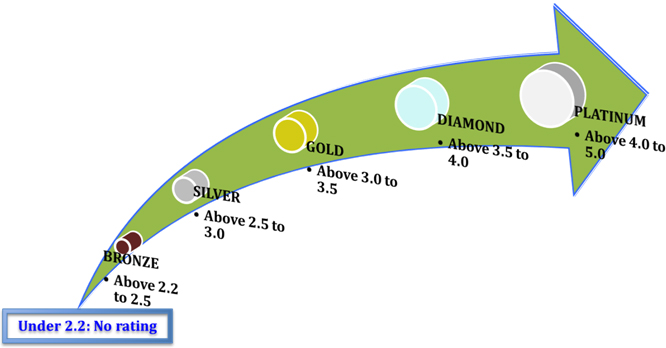 PLATINUM
• Above 4.0 to
5.0
DIAMOND
• Above 3.5 to
4.0
GOLD
• Above 3.0 to
3.5
SILVER
• Above 2.5 to
3.0
BRONZE
• Above 2.2
to 2.5
Under 2.2: No rating